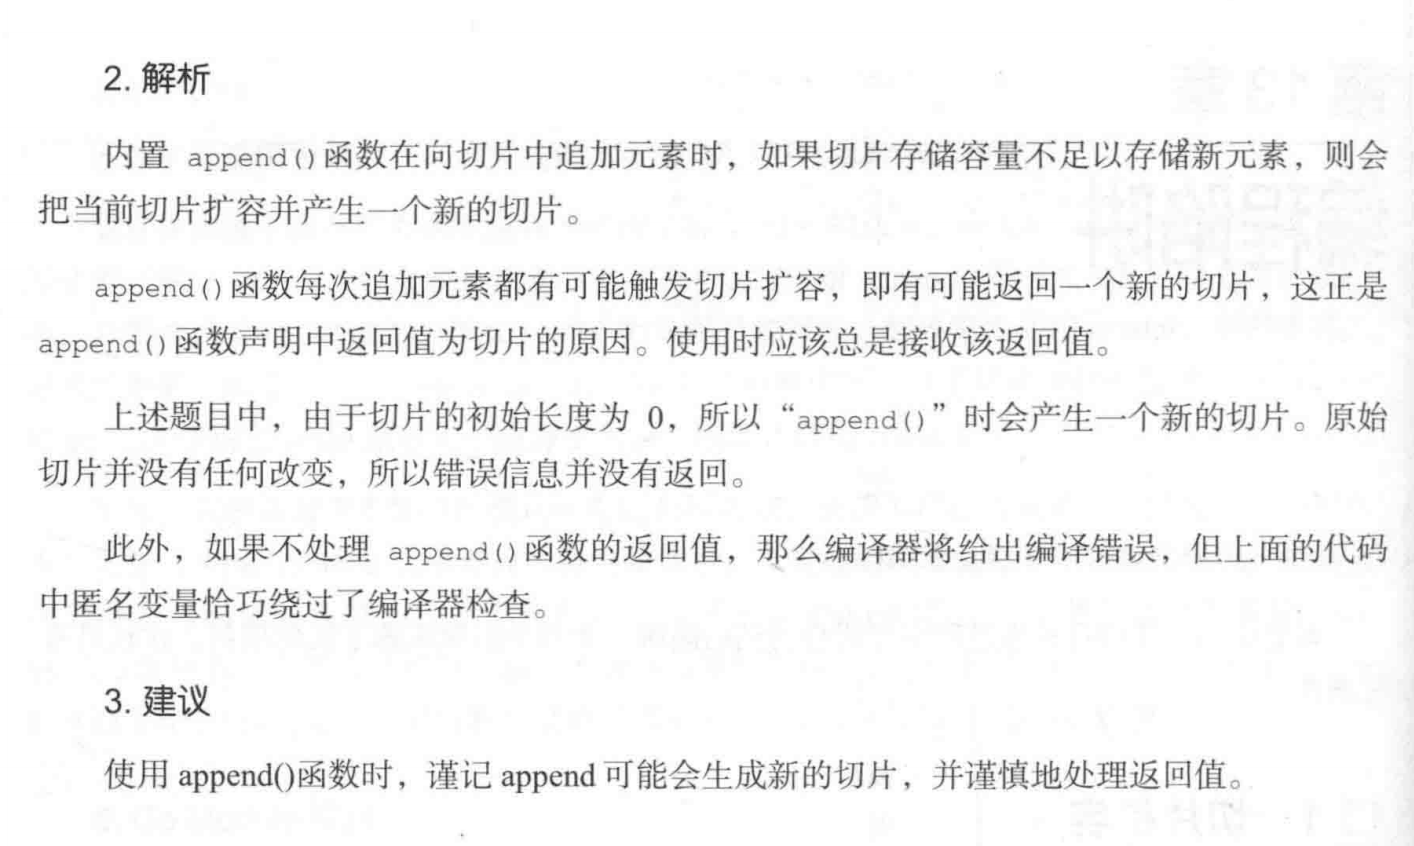 2. 解析
内置 append()函数在向切片中追加元素时，如果切片存储容量不足以存储新元素，则会
把当前切片扩容并产生一个新的切片。
append()函数每次追加元素都有可能触发切片扩容，即有可能返回一个新的切片，这正是
append()函数声明中返回值为切片的原因。使用时应该总是接收该返回值。
上述题目中，由于切片的初始长度为 0，所以“append()”时会产生一个新的切片。原始
切片并没有任何改变，所以错误信息并没有返回。
此外，如果不处理 append()函数的返回值，那么编译器将给出编译错误，但上面的代码
中匿名变量恰巧绕过了编译器检查。
3. 建议
使用 append()函数时，谨记 append 可能会生成新的切片，并谨慎地处理返回值。